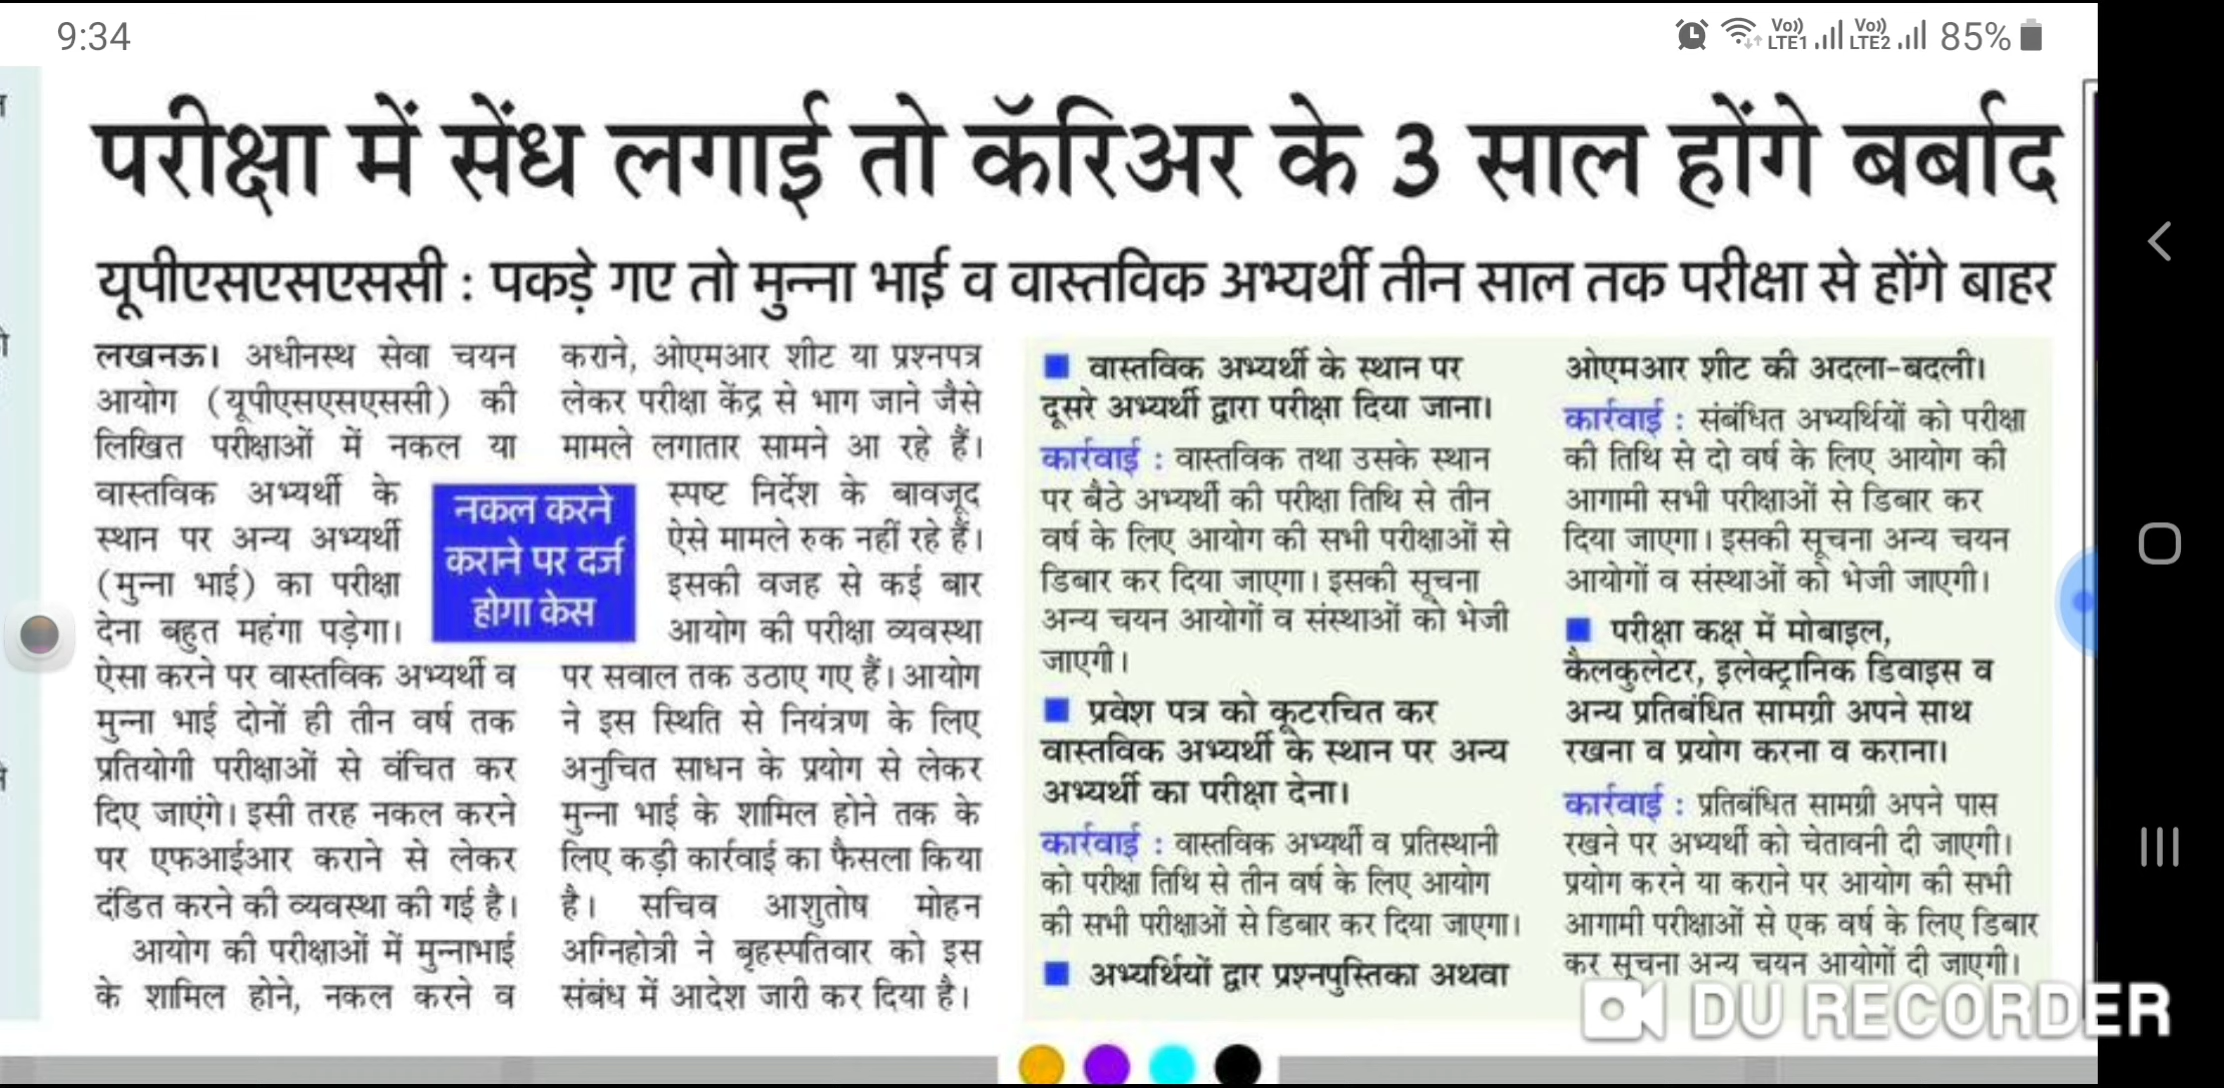 9:34
Vo)) LTE1 Vo)) LTE2 85%
परीक्षा में सेंध लगाई तो कॅरिअर के 3 साल होंगे बर्बाद
यूपीएसएसएससी : पकड़े गए तो मुन्ना भाई व वास्तविक अभ्यर्थी तीन साल तक परीक्षा से होंगे बाहर
लखनऊ। अधीनस्थ सेवा चयन
आयोग (यूपीएसएसएससी) की
लिखित परीक्षाओं में नकल या
वास्तविक अभ्यर्थी के
स्थान पर अन्य अभ्यर्थी
(मुन्ना भाई) का परीक्षा
देना बहुत महंगा पड़ेगा।
ऐसा करने पर वास्तविक अभ्यर्थी व
मुन्ना भाई दोनों ही तीन वर्ष तक
प्रतियोगी परीक्षाओं से वंचित कर
दिए जाएंगे। इसी तरह नकल करने
पर एफआईआर कराने से लेकर
दंडित करने की व्यवस्था की गई है।
आयोग की परीक्षाओं में मुन्नाभाई
के शामिल होने, नकल करने व
नकल करने
कराने पर दर्ज
होगा केस
कराने, ओएमआर शीट या प्रश्नपत्र
लेकर परीक्षा केंद्र से भाग जाने जैसे
मामले लगातार सामने आ रहे हैं।
स्पष्ट निर्देश के बावजूद
ऐसे मामले रुक नहीं रहे हैं।
इसकी वजह से कई बार
आयोग की परीक्षा व्यवस्था
पर सवाल तक उठाए गए हैं। आयोग
ने इस स्थिति से नियंत्रण के लिए
अनुचित साधन के प्रयोग से लेकर
मुन्ना भाई के शामिल होने तक के
लिए कड़ी कार्रवाई का फैसला किया
है। सचिव आशुतोष मोहन
अग्निहोत्री ने बृहस्पतिवार को इस
संबंध में आदेश जारी कर दिया है।
वास्तविक अभ्यर्थी के स्थान पर
दूसरे अभ्यर्थी द्वारा परीक्षा दिया जाना।
कार्रवाई : वास्तविक तथा उसके स्थान
पर बैठे अभ्यर्थी की परीक्षा तिथि से तीन
वर्ष के लिए आयोग की सभी परीक्षाओं से
डिबार कर दिया जाएगा। इसकी सूचना
अन्य चयन आयोगों व संस्थाओं को भेजी
जाएगी।
प्रवेश पत्र को कूटरचित कर
वास्तविक अभ्यर्थी के स्थान पर अन्य
अभ्यर्थी का परीक्षा देना।
कार्रवाई : वास्तविक अभ्यर्थी व प्रतिस्थानी
को परीक्षा तिथि से तीन वर्ष के लिए आयोग
की सभी परीक्षाओं से डिबार कर दिया जाएगा।
अभ्यर्थियों द्वार प्रश्नपुस्तिका अथवा
ओएमआर शीट की अदला-बदली।
कार्रवाई : संबंधित अभ्यर्थियों को परीक्षा
की तिथि से दो वर्ष के लिए आयोग की
आगामी सभी परीक्षाओं से डिबार कर
दिया जाएगा। इसकी सूचना अन्य चयन
आयोगों व संस्थाओं को भेजी जाएगी।
परीक्षा कक्ष में मोबाइल,
कैलकुलेटर, इलेक्ट्रानिक डिवाइस व
अन्य प्रतिबंधित सामग्री अपने साथ
रखना व प्रयोग करना व कराना।
कार्रवाई : प्रतिबंधित सामग्री अपने पास
रखने पर अभ्यर्थी को चेतावनी दी जाएगी।
प्रयोग करने या कराने पर आयोग की सभी
आगामी परीक्षाओं से एक वर्ष के लिए डिबार
कर सूचना अन्य चयन आयोगों दी जाएगी।
DU RECORDER